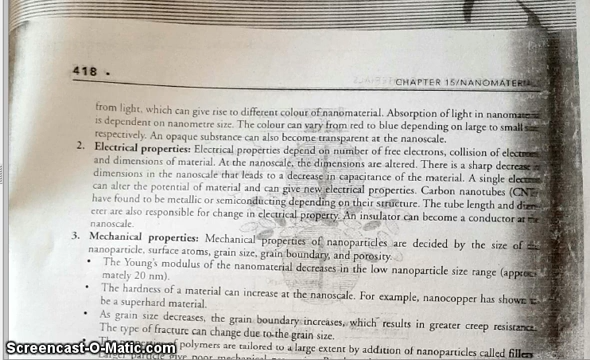 418 •
CHAPTER 15/NANOMATER
from light, which can give rise to different colour of nanomaterial. Absorption of light in
is dependent on nanometre size. The colour can vary from red to blue depending on large to small
respectively. An opaque substance can also become transparent at the nanoscale.
2. Electrical properties: Electrical properties depend on number of free electrons, collision of
and dimensions of material. At the nanoscale, the dimensions are altered. There is a sharp decrease
dimensions in the nanoscale that leads to a decrease in capacitance of the material. A single
can alter the potential of material and can give new electrical properties. Carbon nanotubes (CNT
have found to be metallic or semiconducting depending on their structure. The tube length and
eter are also responsible for change in electrical property. An insulator can become a conductor at
nanoscale.
3. Mechanical properties: Mechanical properties of nanoparticles are decided by the size of
nanoparticle, surface atoms, grain size, grain boundary, and porosity.
• The Young's modulus of the nanomaterial decreases in the low nanoparticle size range
mately 20 nm).
• The hardness of a material can increase at the nanoscale. For example, nanocopper has shown
be a superhard material.
• As grain size decreases, the grain boundary increases, which results in greater creep resistance.
The type of fracture can change due to the grain size.
polymers are tailored to a large extent by addition of nanoparticles called fillers
Screencast-O-Matic.com